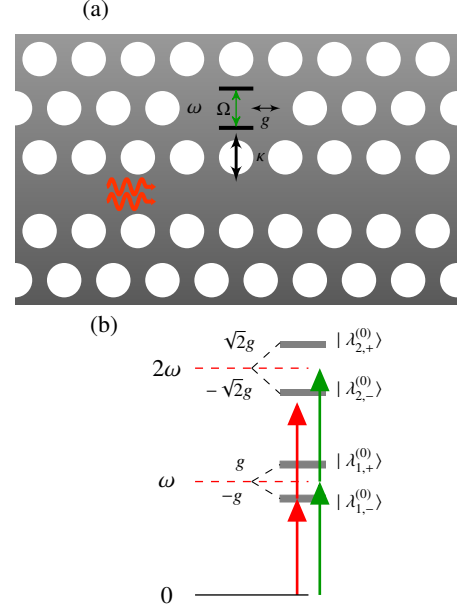 (a)
ω Ω g
κ
(b)
√2g | λ_{2,+}^{(0)} ⟩
2ω
−√2g | λ_{2,−}^{(0)} ⟩
g | λ_{1,+}^{(0)} ⟩
ω
−g | λ_{1,−}^{(0)} ⟩
0